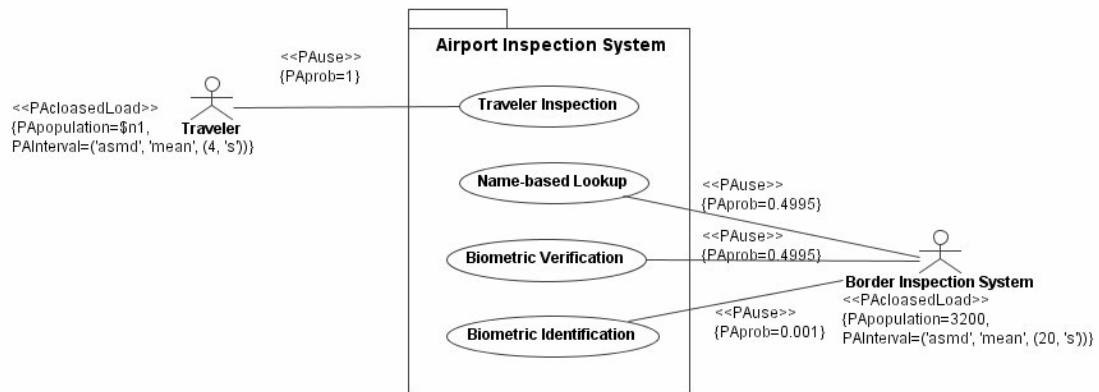 Airport Inspection System
<<PAuse>>
{PAprob=1}
<<PAcloasedLoad>>
{PApopulation=$n1,
PAInterval=('asmd', 'mean', (4, 's'))}
Traveler
Traveler Inspection
Name-based Lookup
<<PAuse>>
{PAprob=0.4995}
Biometric Verification
<<PAuse>>
{PAprob=0.4995}
Border Inspection System
<<PAcloasedLoad>>
{PApopulation=3200,
PAInterval=('asmd', 'mean', (20, 's'))}
Biometric Identification
<<PAuse>>
{PAprob=0.001}